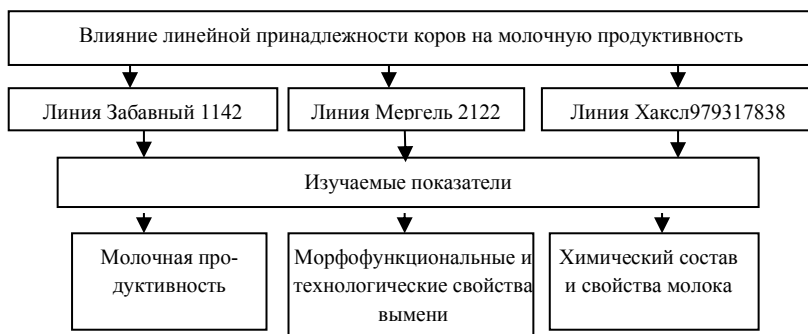 Влияние линейной принадлежности коров на молочную продуктивность
Линия Забавный 1142
Линия Мергель 2122
Линия Хаксл979317838
Изучаемые показатели
Молочная про-
дуктивность
Морфофункциональные и
технологические свойства
вымени
Химический состав
и свойства молока